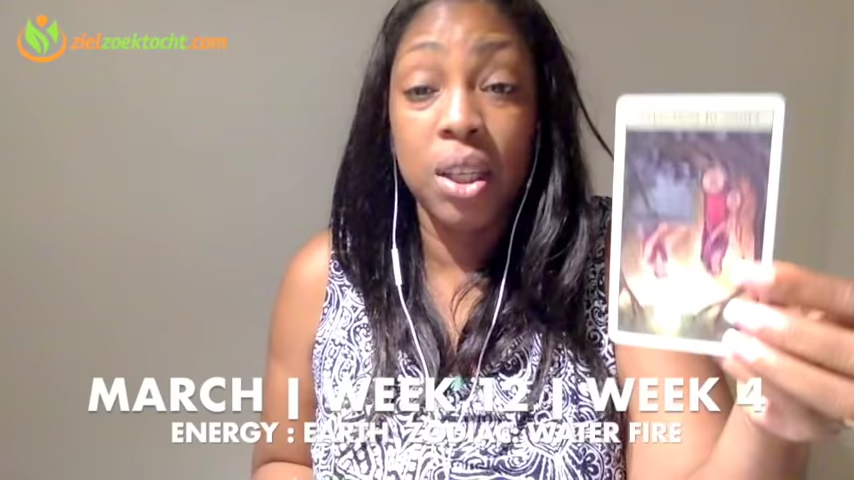 zielzoektocht.com
MARCH | WEEK 12 | WEEK 4
ENERGY : EARTH, ZODIAC: WATER FIRE